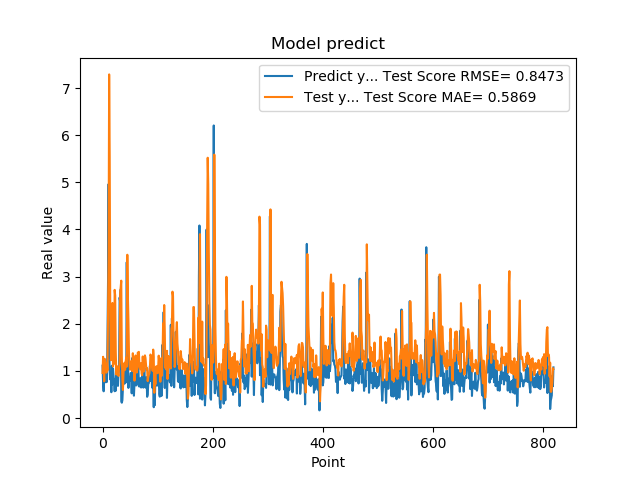 Model predict
Predict y... Test Score RMSE= 0.8473
Test y... Test Score MAE= 0.5869
Real value
7
6
5
4
3
2
1
0
0 200 400 600 800
Point